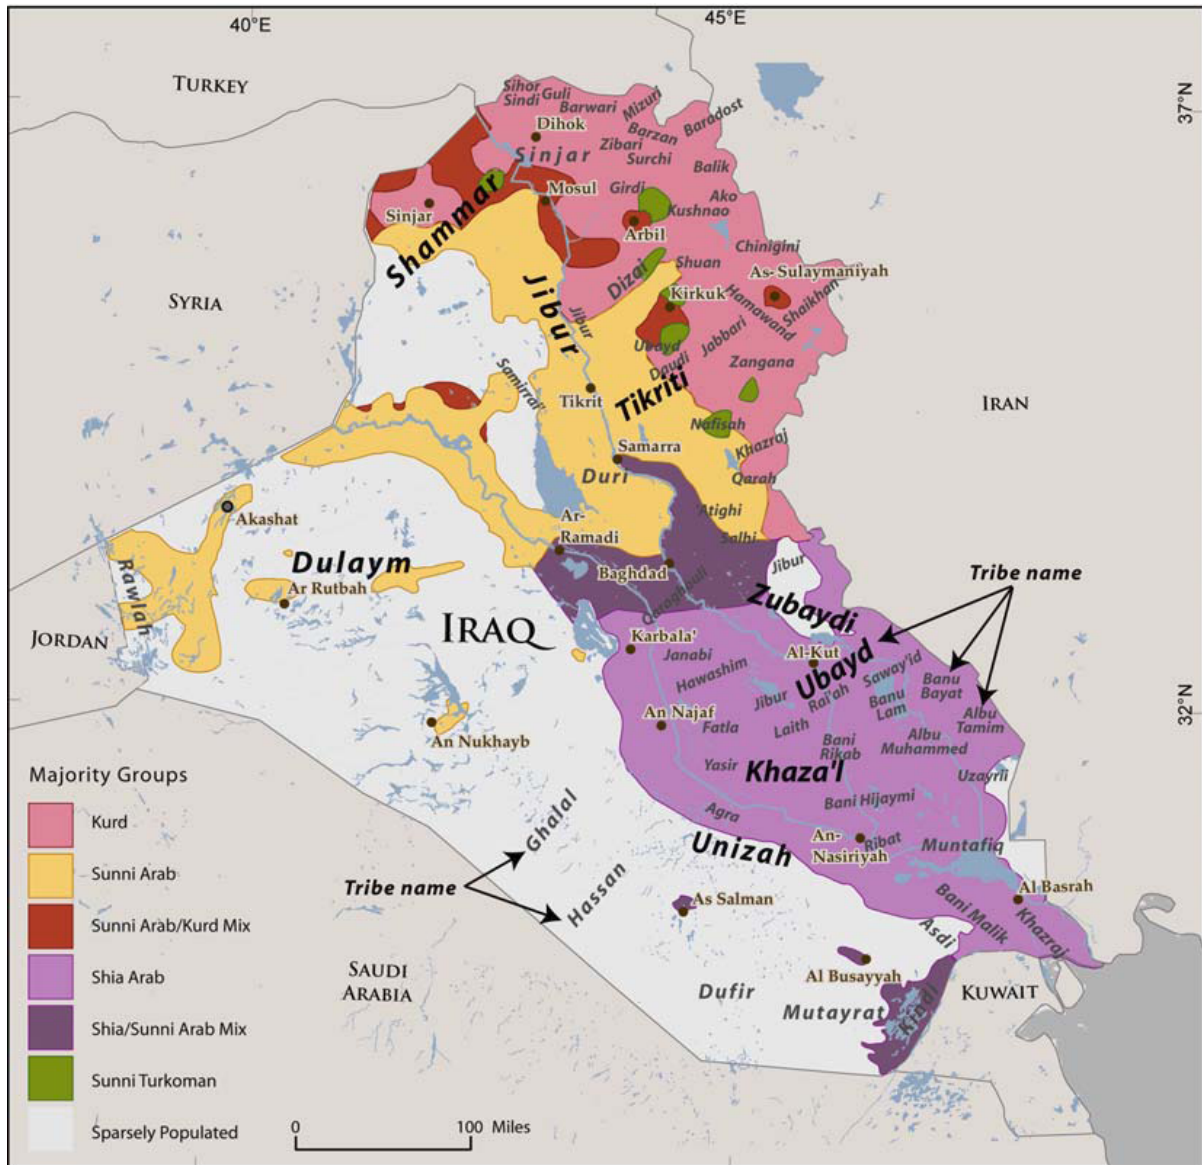 40°E
45°E
TURKEY
37°N
Sihor
Sindi
Guli
Barwari
Mizuri
Baradost
Dihok
Barzan
Zibari
Surchi
Sinjar
Balik
Girdi
Mosul
Ako
Kushnao
Sinjar
Shammar
Arbil
Chinigini
Shuan
As-Sulaymaniyah
Dizai
Jibur
Jibur
Kirkuk
Hamawand
Shaikhan
SYRIA
Ubayd
Jabbari
Daudi
Zangana
Samirrai'
Tikrit
Tikriti
IRAN
Nafisah
Khazraj
Samarra
Duri
Qarah
Akashat
'Atighi
Salhi
Ar-
Ramadi
Dulaym
Baghdad
Jibur
Tribe name
Rawlah
Ar Rutbah
Quraghuli
Zubaydi
JORDAN
IRAQ
Karbala'
Janabi
Al-Kut
Ubayd
Saway'id
Banu
Bayat
Hawashim
Jibur
Rai'ah
Banu
Lam
32°N
An Najaf
Fatla
Laith
Albu
Tamim
An Nukhayb
Bani
Rikab
Albu
Muhammed
Yasir
Khaza'l
Uzayrii
Majority Groups
Kurd
Sunni Arab
Sunni Arab/Kurd Mix
Shia Arab
Shia/Sunni Arab Mix
Sunni Turkoman
Sparsely Populated
Ghalal
Agra
Bani Hijaymi
An-
Nasiriyah
Ribat
Muntafiq
Unizah
Tribe name
Hassan
As Salman
Al Basrah
Bani Malik
Khazraj
Asdi
SAUDI
ARABIA
Al Busayyah
KUWAIT
Dufir
Mutayrat
Kindi
0
100 Miles